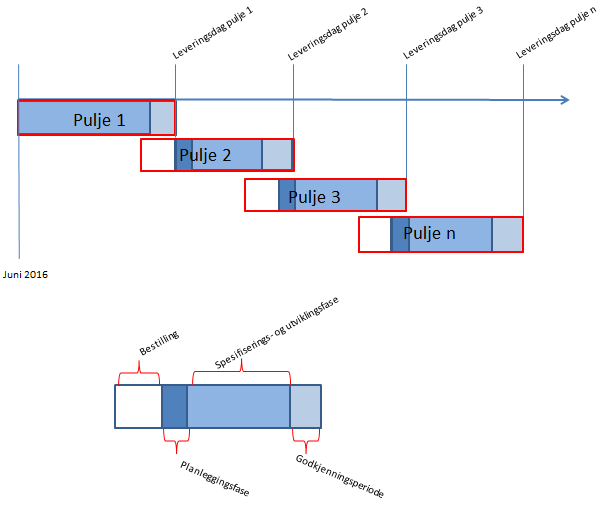 Leveringsdag pulje 1
Leveringsdag pulje 2
Leveringsdag pulje 3
Leveringsdag pulje n
Pulje 1
Pulje 2
Pulje 3
Pulje n
Juni 2016
Bestilling
Spesifiserings- og utviklingsfase
Planleggingsfase
Godkjenningsperiode